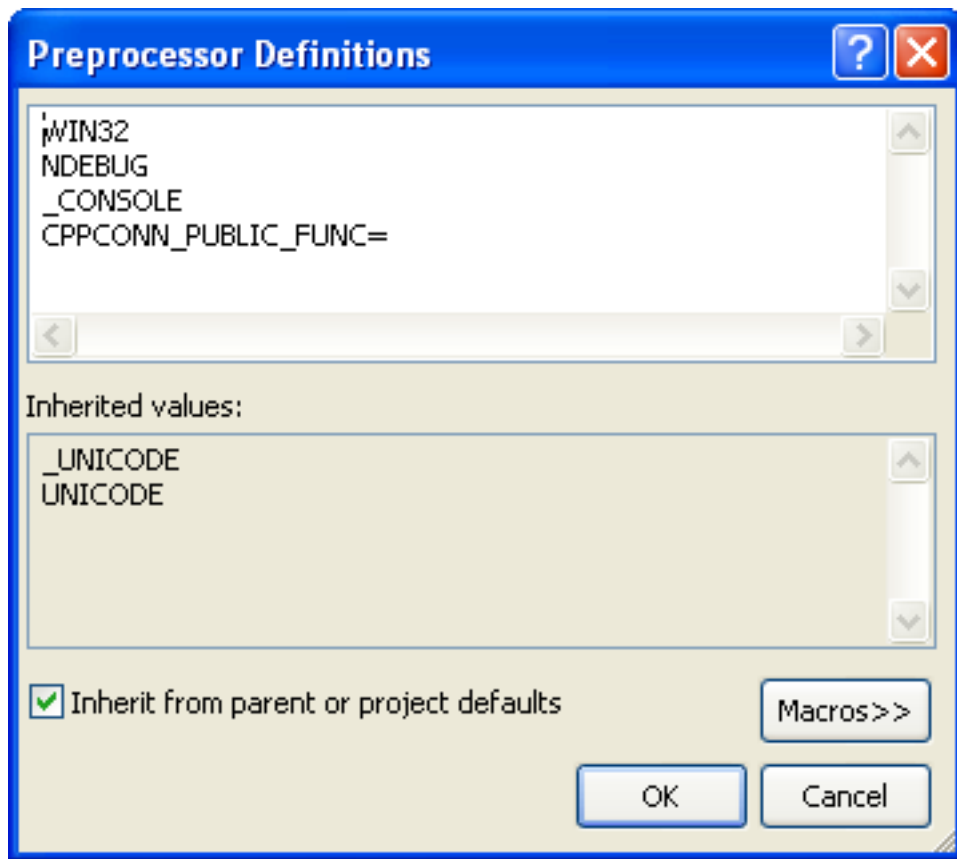 Preprocessor Definitions
WIN32
NDEBUG
_CONSOLE
CPPCONN_PUBLIC_FUNC=
Inherited values:
_UNICODE
UNICODE
Inherit from parent or project defaults
Macros>>
OK
Cancel